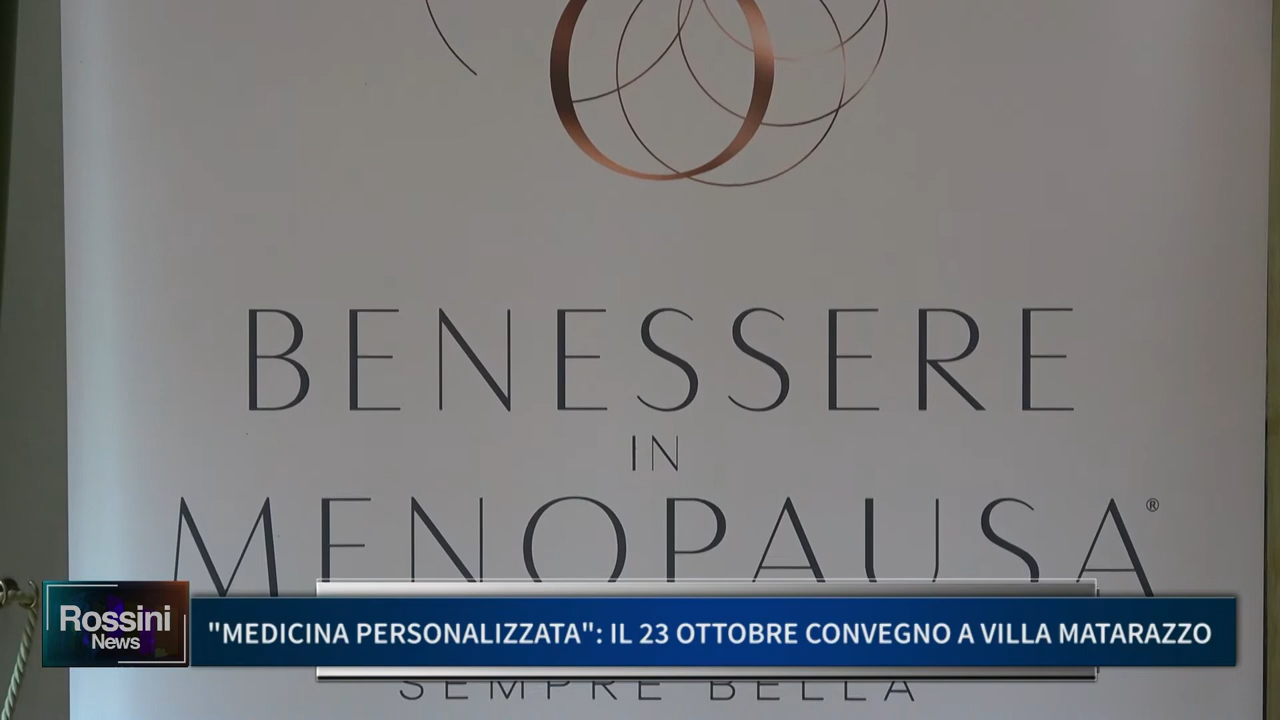 BENESSERE
IN
MENOPAUSA®
Rossini
News
"MEDICINA PERSONALIZZATA": IL 23 OTTOBRE CONVEGNO A VILLA MATARAZZO
SEMPRE BELLA